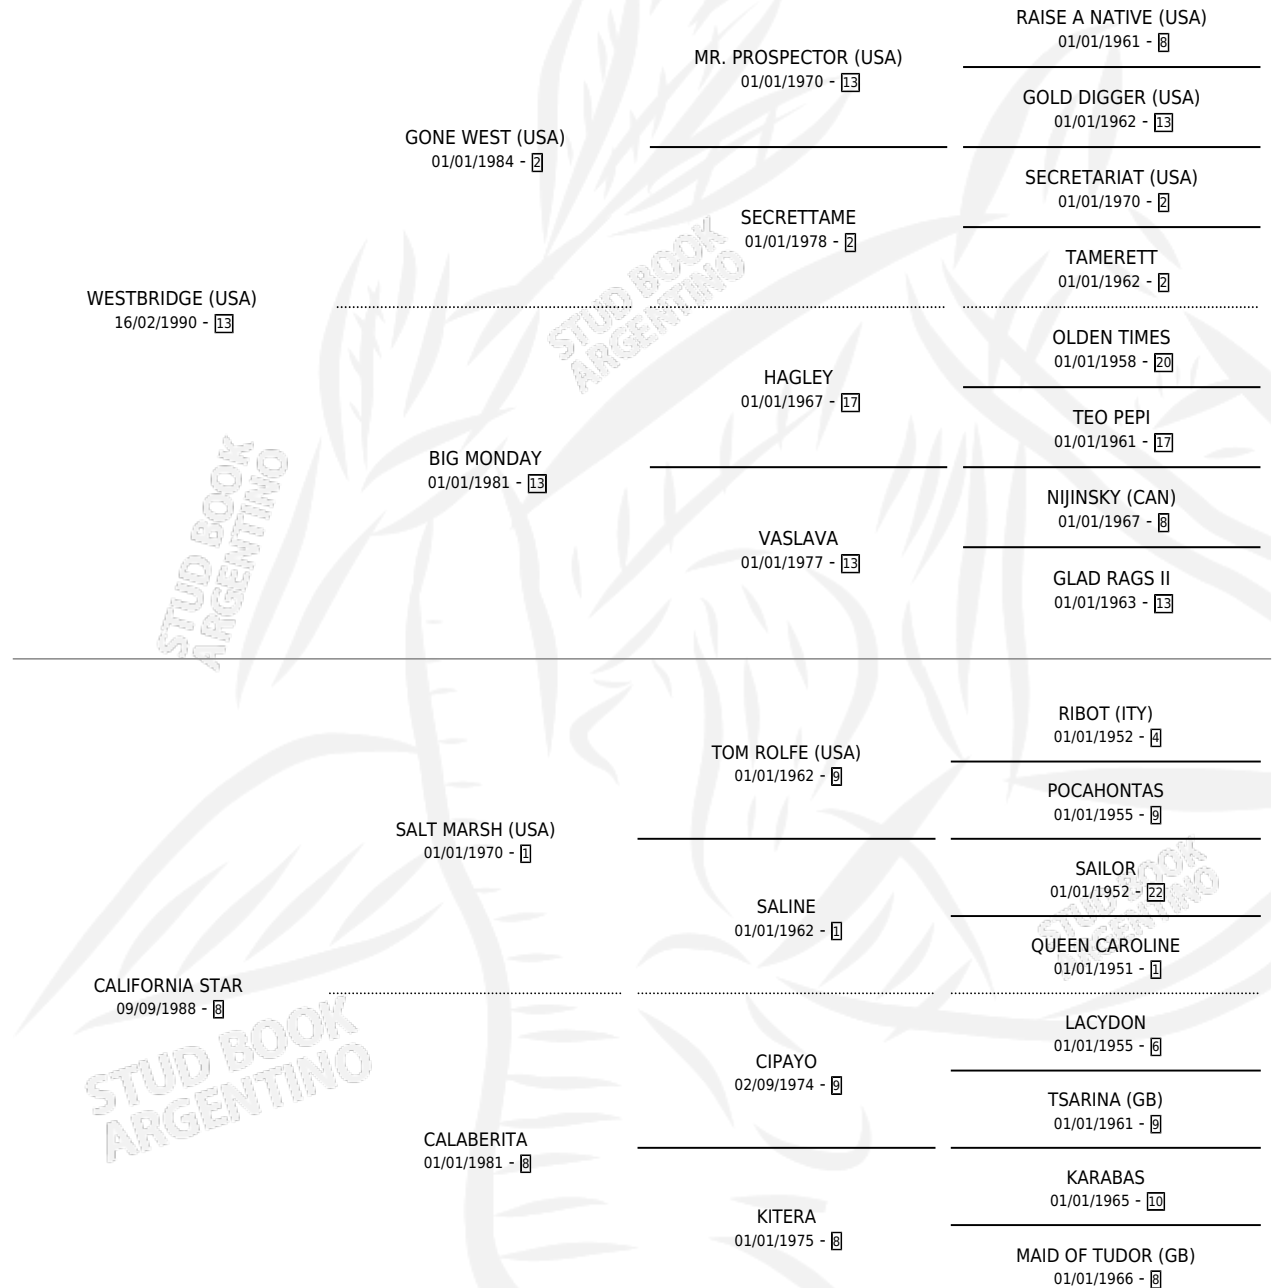 RAISE A NATIVE (USA)
01/01/1961 - 8
MR. PROSPECTOR (USA)
01/01/1970 - 13
GOLD DIGGER (USA)
01/01/1962 - 13
GONE WEST (USA)
01/01/1984 - 2
SECRETARIAT (USA)
01/01/1970 - 2
SECRETTAME
01/01/1978 - 2
TAMERETT
01/01/1962 - 2
WESTBRIDGE (USA)
16/02/1990 - 13
OLDEN TIMES
01/01/1958 - 20
HAGLEY
01/01/1967 - 17
TEO PEPI
01/01/1961 - 17
BIG MONDAY
01/01/1981 - 13
NIJINSKY (CAN)
01/01/1967 - 8
VASLAVA
01/01/1977 - 13
GLAD RAGS II
01/01/1963 - 13
RIBOT (ITY)
01/01/1952 - 4
TOM ROLFE (USA)
01/01/1962 - 9
POCAHONTAS
01/01/1955 - 9
SALT MARSH (USA)
01/01/1970 - 1
SAILOR
01/01/1952 - 22
SALINE
01/01/1962 - 1
QUEEN CAROLINE
01/01/1951 - 1
CALIFORNIA STAR
09/09/1988 - 8
LACYDON
01/01/1955 - 6
CIPAYO
02/09/1974 - 9
TSARINA (GB)
01/01/1961 - 9
CALABERITA
01/01/1981 - 8
KARABAS
01/01/1965 - 10
KITERA
01/01/1975 - 8
MAID OF TUDOR (GB)
01/01/1966 - 8
STUD BOOK
ARGENTINO
STUD BOOK
ARGENTINO
STUD BOOK
ARGENTINO
STUD BOOK
ARGENTINO